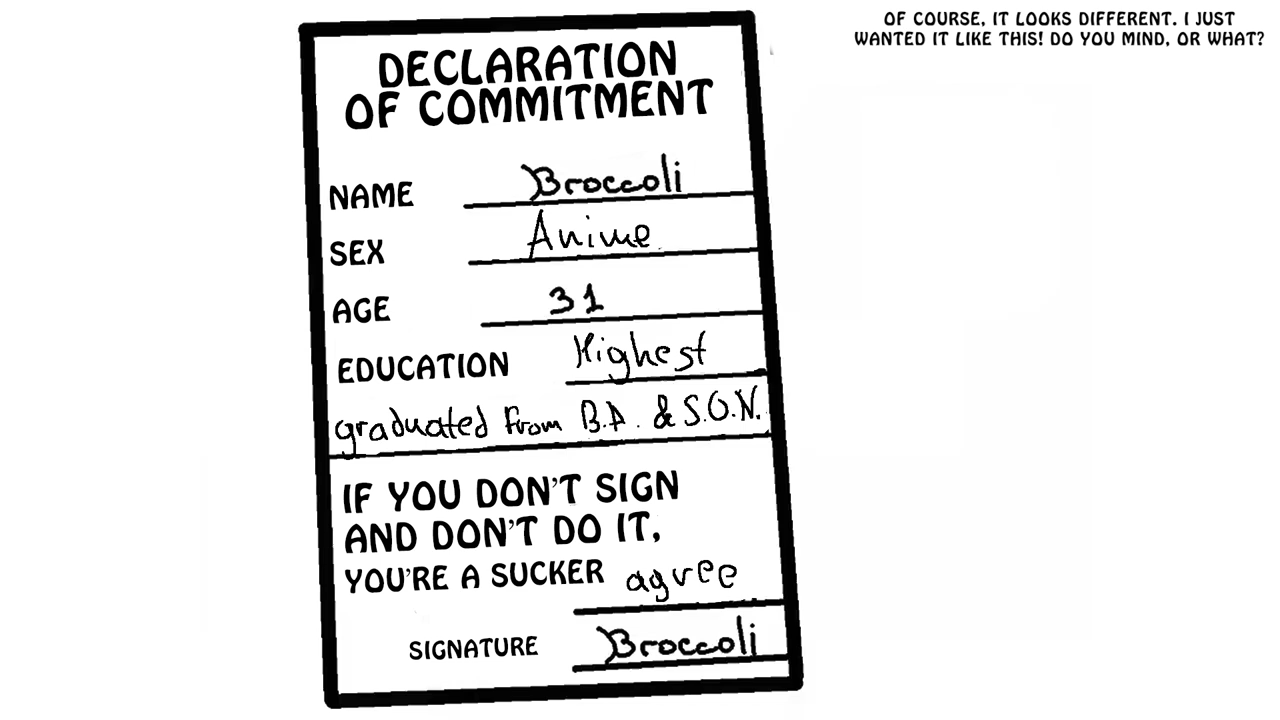 OF COURSE, IT LOOKS DIFFERENT. I JUST
WANTED IT LIKE THIS! DO YOU MIND, OR WHAT?
DECLARATION
OF COMMITMENT
NAME Broccoli
SEX Anime
AGE 31
EDUCATION Highest
graduated from B.A. & S.O.N.
IF YOU DON'T SIGN
AND DON'T DO IT,
YOU'RE A SUCKER agree
SIGNATURE Broccoli